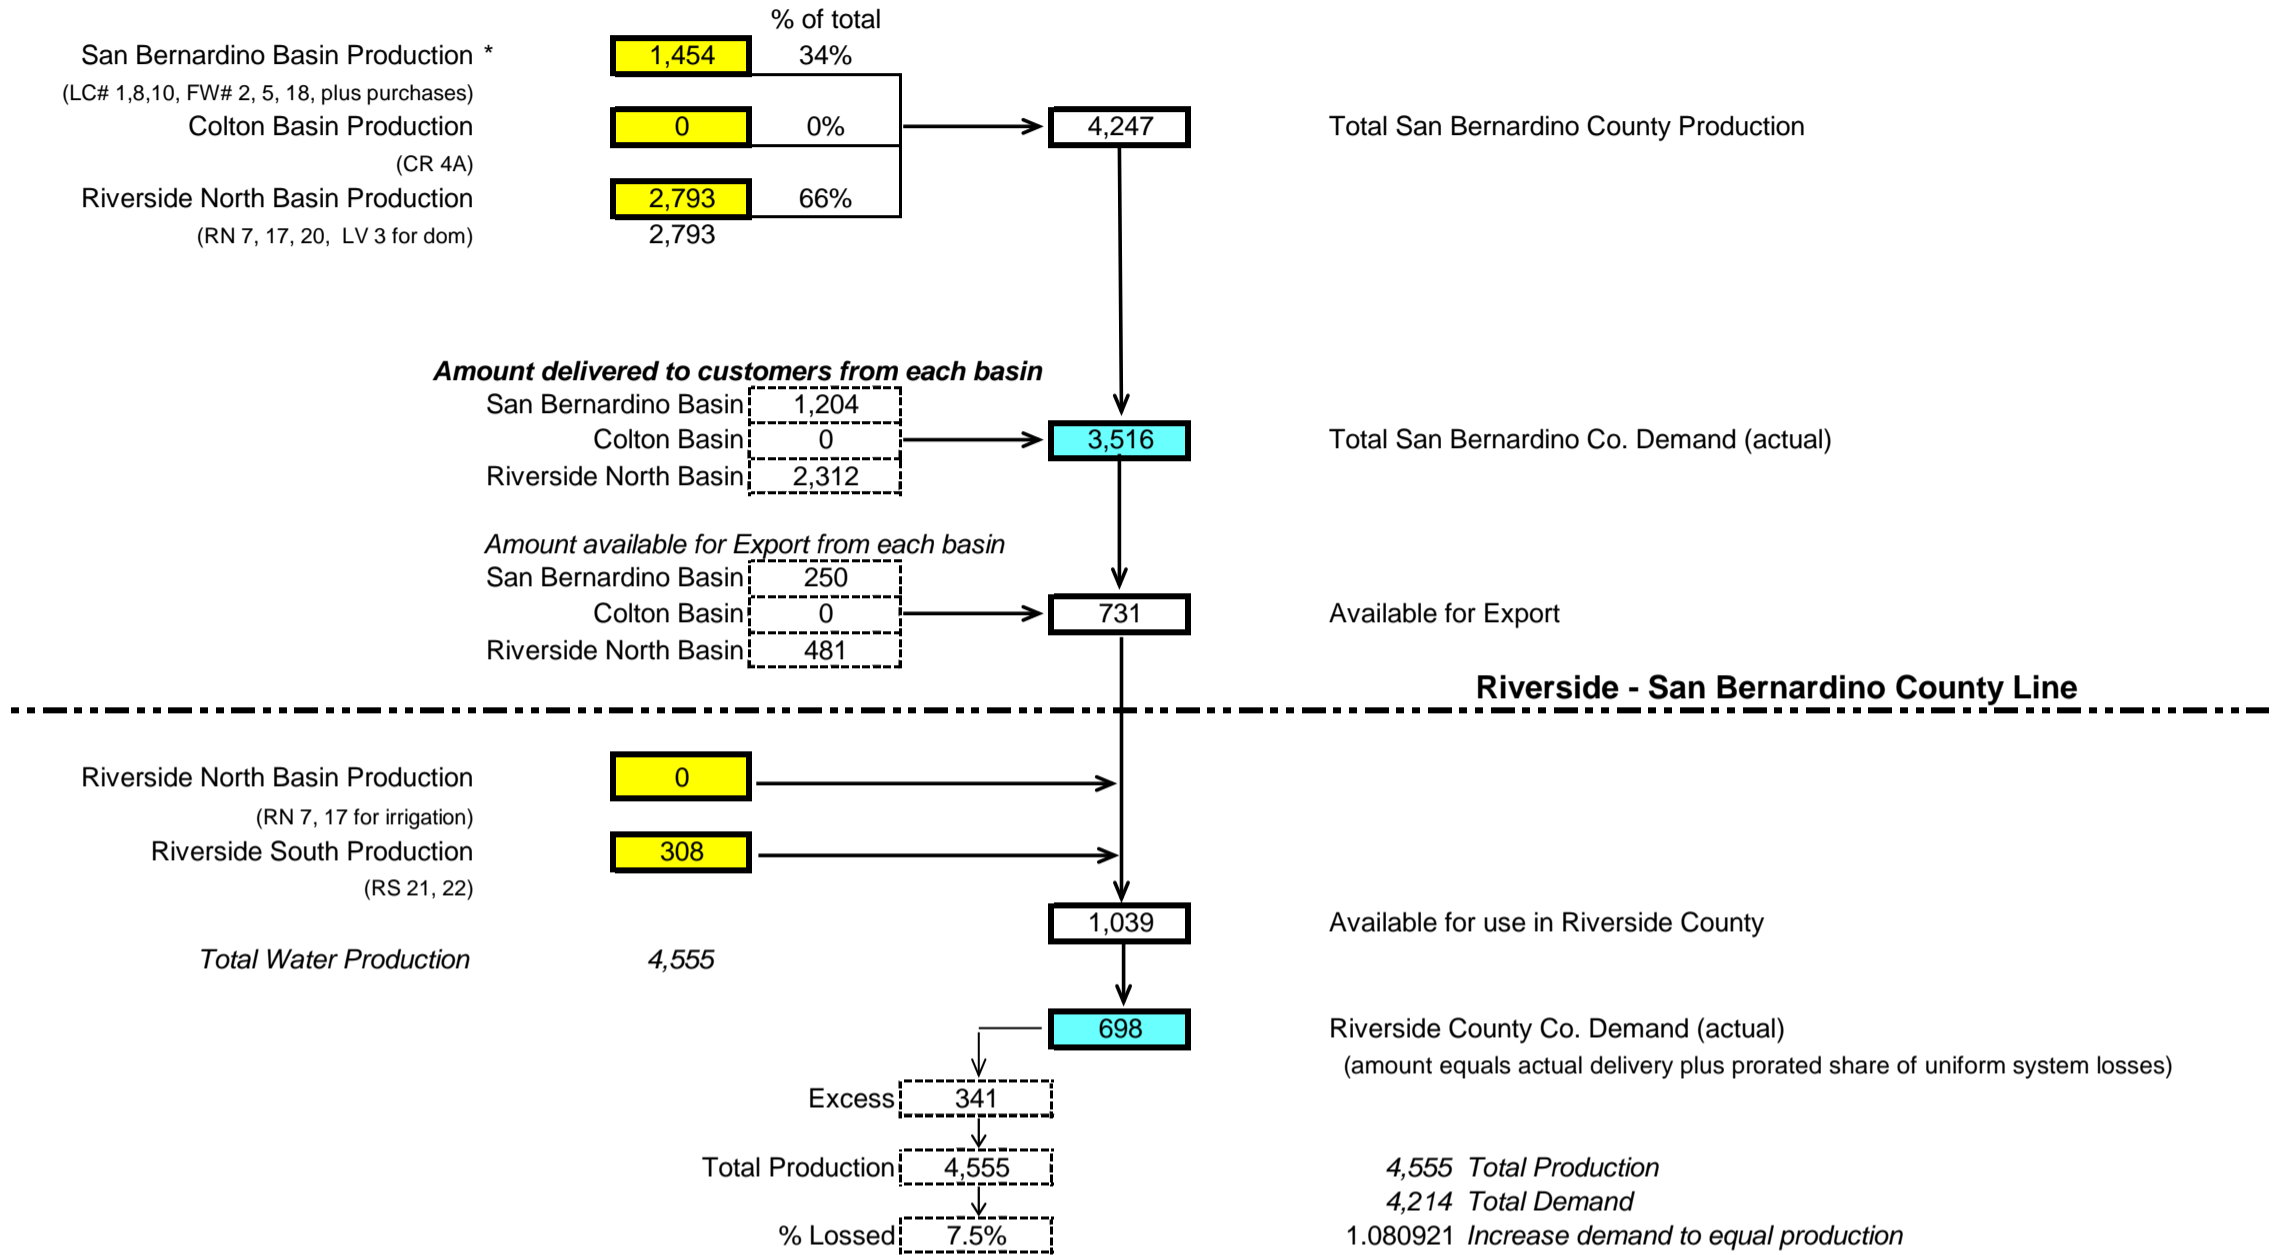 % of total
San Bernardino Basin Production * 1,454 34%
(LC# 1,8,10, FW# 2, 5, 18, plus purchases)
Colton Basin Production 0 0% 4,247 Total San Bernardino County Production
(CR 4A)
Riverside North Basin Production 2,793 66%
(RN 7, 17, 20, LV 3 for dom) 2,793
Amount delivered to customers from each basin
San Bernardino Basin 1,204
Colton Basin 0 3,516 Total San Bernardino Co. Demand (actual)
Riverside North Basin 2,312
Amount available for Export from each basin
San Bernardino Basin 250
Colton Basin 0 731 Available for Export
Riverside North Basin 481
Riverside - San Bernardino County Line
Riverside North Basin Production 0
(RN 7, 17 for irrigation)
Riverside South Production 308
(RS 21, 22)
1,039 Available for use in Riverside County
Total Water Production 4,555
698 Riverside County Co. Demand (actual)
(amount equals actual delivery plus prorated share of uniform system losses)
Excess 341
Total Production 4,555 4,555 Total Production
4,214 Total Demand
% Lossed 7.5% 1.080921 Increase demand to equal production